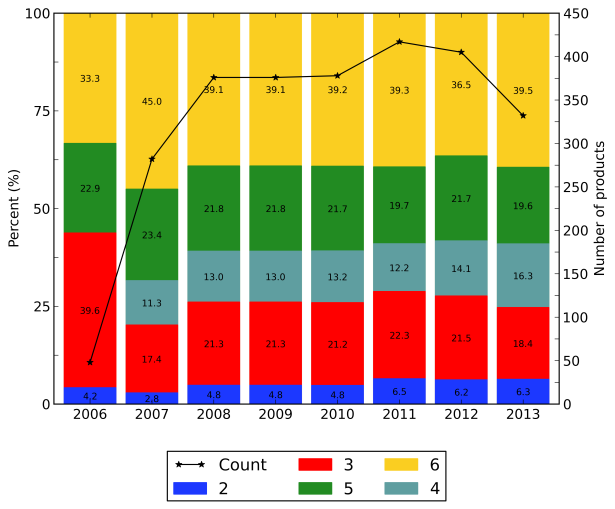 100 450
33.3 45.0 39.1 39.1 39.2 39.3 36.5 39.5
400
350
75
300
22.9 23.4 21.8 21.8 21.7 19.7 21.7 19.6
250
Percent (%)
Number of products
50
200
39.6 11.3 13.0 13.0 13.2 12.2 14.1 16.3
150
25
100
17.4 21.3 21.3 21.2 22.3 21.5 18.4
50
4.2 2.8 4.8 4.8 4.8 6.5 6.2 6.3
0 0
2006 2007 2008 2009 2010 2011 2012 2013
Count 3 6
2 5 4